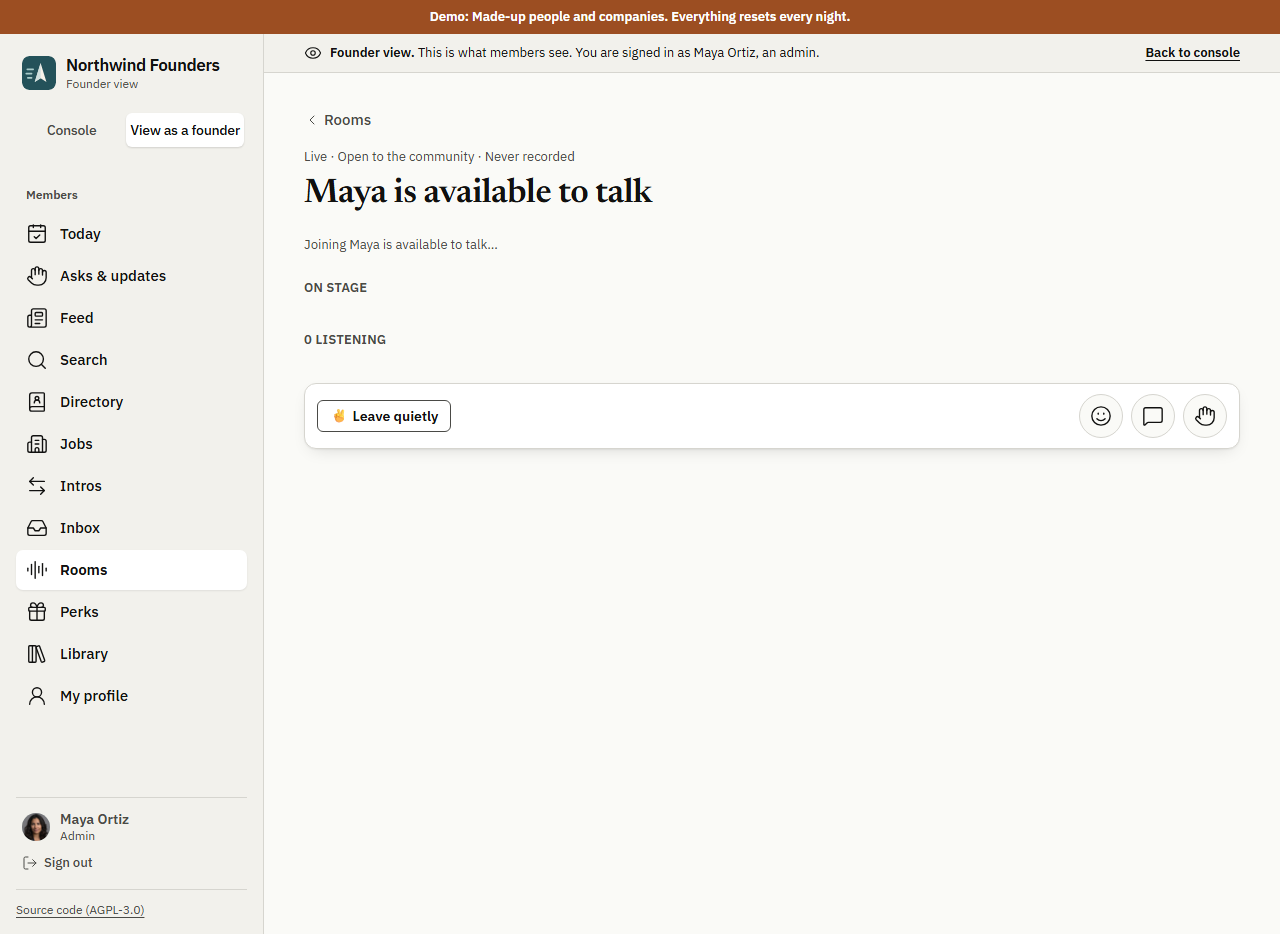 Demo: Made-up people and companies. Everything resets every night.
Northwind Founders
Founder view
Console
View as a founder
Members
Today
Asks & updates
Feed
Search
Directory
Jobs
Intros
Inbox
Rooms
Perks
Library
My profile
Maya Ortiz
Admin
Sign out
Source code (AGPL-3.0)
Founder view. This is what members see. You are signed in as Maya Ortiz, an admin.
Back to console
Rooms
Live · Open to the community · Never recorded
Maya is available to talk
Joining Maya is available to talk…
ON STAGE
0 LISTENING
✌️ Leave quietly